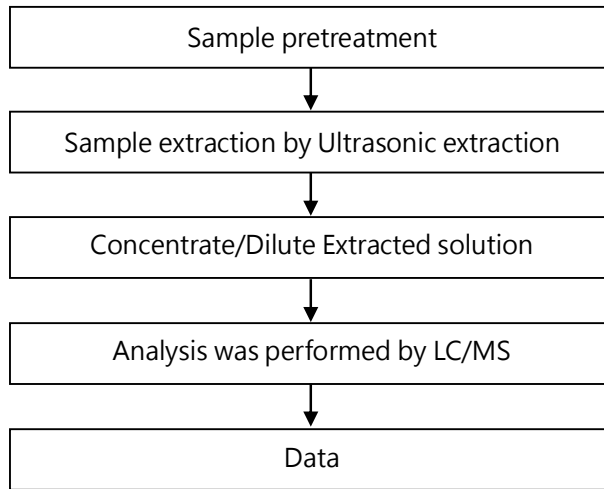 Sample pretreatment
Sample extraction by Ultrasonic extraction
Concentrate/Dilute Extracted solution
Analysis was performed by LC/MS
Data